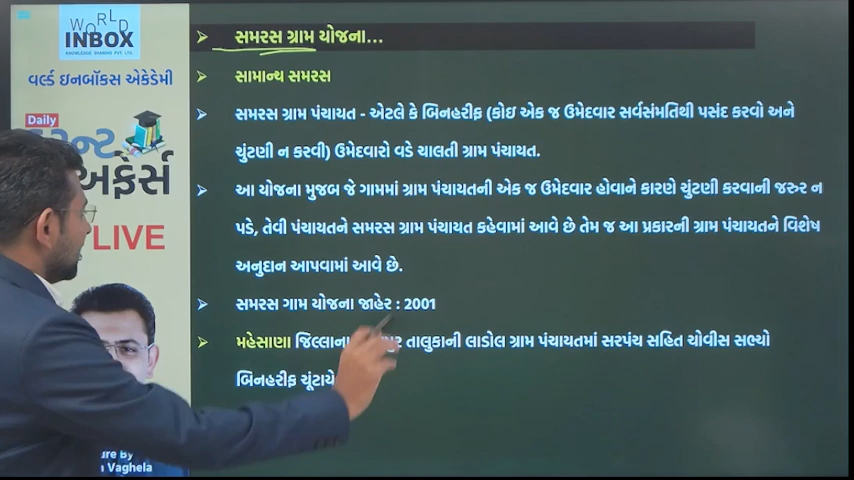 WORLD
INBOX
KNOWLEDGE SHARING PVT. LTD.
વર્લ્ડ ઇનબૉક્સ એકેડેમી
Daily
અફેર્સ
LIVE
By
Vaghela
સમરસ ગ્રામ યોજના...
સામાન્ય સમરસ
સમરસ ગ્રામ પંચાયત - એટલે કે બિનહરીફ (કોઇ એક જ ઉમેદવાર સર્વસંમતિથી પસંદ કરવો અને
ચુંટણી ન કરવી) ઉમેદવારો વડે ચાલતી ગ્રામ પંચાયત.
આ યોજના મુજબ જે ગામમાં ગ્રામ પંચાયતની એક જ ઉમેદવાર હોવાને કારણે ચુંટણી કરવાની જરુર ન
પડે, તેવી પંચાયતને સમરસ ગ્રામ પંચાયત કહેવામાં આવે છે તેમ જ આ પ્રકારની ગ્રામ પંચાયતને વિશેષ
અનુદાન આપવામાં આવે છે.
સમરસ ગામ યોજના જાહેર : 2001
મહેસાણા તાલુકાની લાડોલ ગ્રામ પંચાયતમાં સરપંચ સહિત ચોવીસ સભ્યો
બિનહરીફ